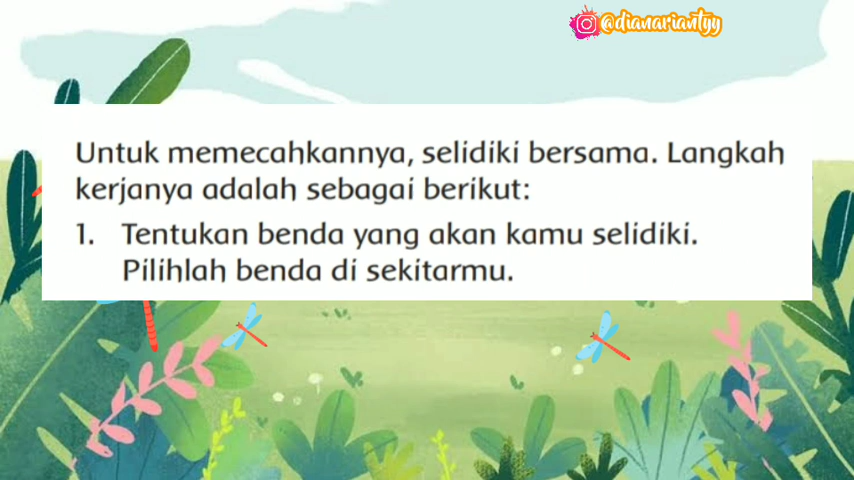 @dianariantyy
Untuk memecahkannya, selidiki bersama. Langkah
kerjanya adalah sebagai berikut:
1. Tentukan benda yang akan kamu selidiki.
Pilihlah benda di sekitarmu.